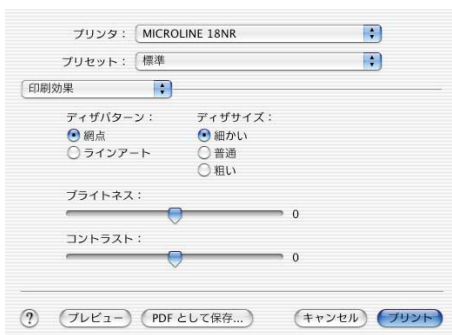 プリンタ： MICROLINE 18NR
プリセット： 標準
印刷効果
ディザパターン： ディザサイズ：
網点 細かい
ラインアート 普通
粗い
ブライトネス：
0
コントラスト：
0
? プレビュー PDF として保存... キャンセル プリント